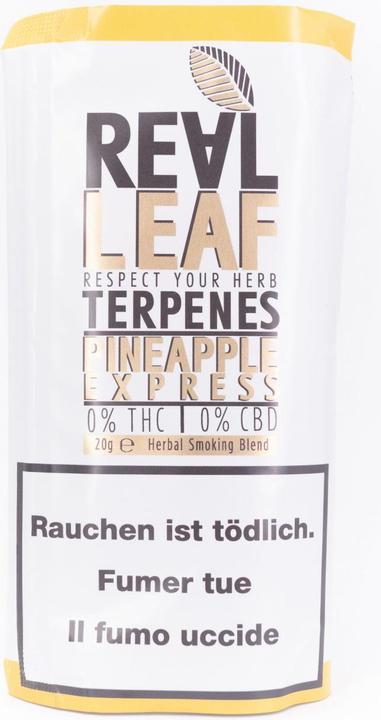 REAL
LEAF
RESPECT YOUR HERB
TERPENES
PINEAPPLE
EXPRESS
0% THC | 0% CBD
20g ℮ Herbal Smoking Blend
Rauchen ist tödlich.
Fumer tue
Il fumo uccide